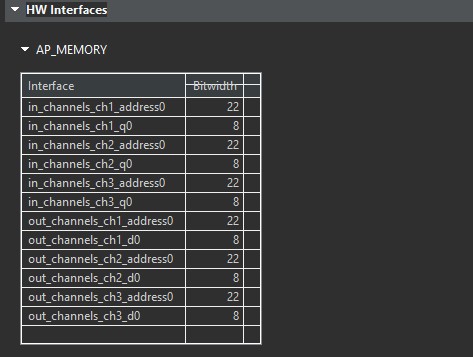 HW Interfaces
AP_MEMORY
Interface Bitwidth
in_channels_ch1_address0 22
in_channels_ch1_q0 8
in_channels_ch2_address0 22
in_channels_ch2_q0 8
in_channels_ch3_address0 22
in_channels_ch3_q0 8
out_channels_ch1_address0 22
out_channels_ch1_d0 8
out_channels_ch2_address0 22
out_channels_ch2_d0 8
out_channels_ch3_address0 22
out_channels_ch3_d0 8